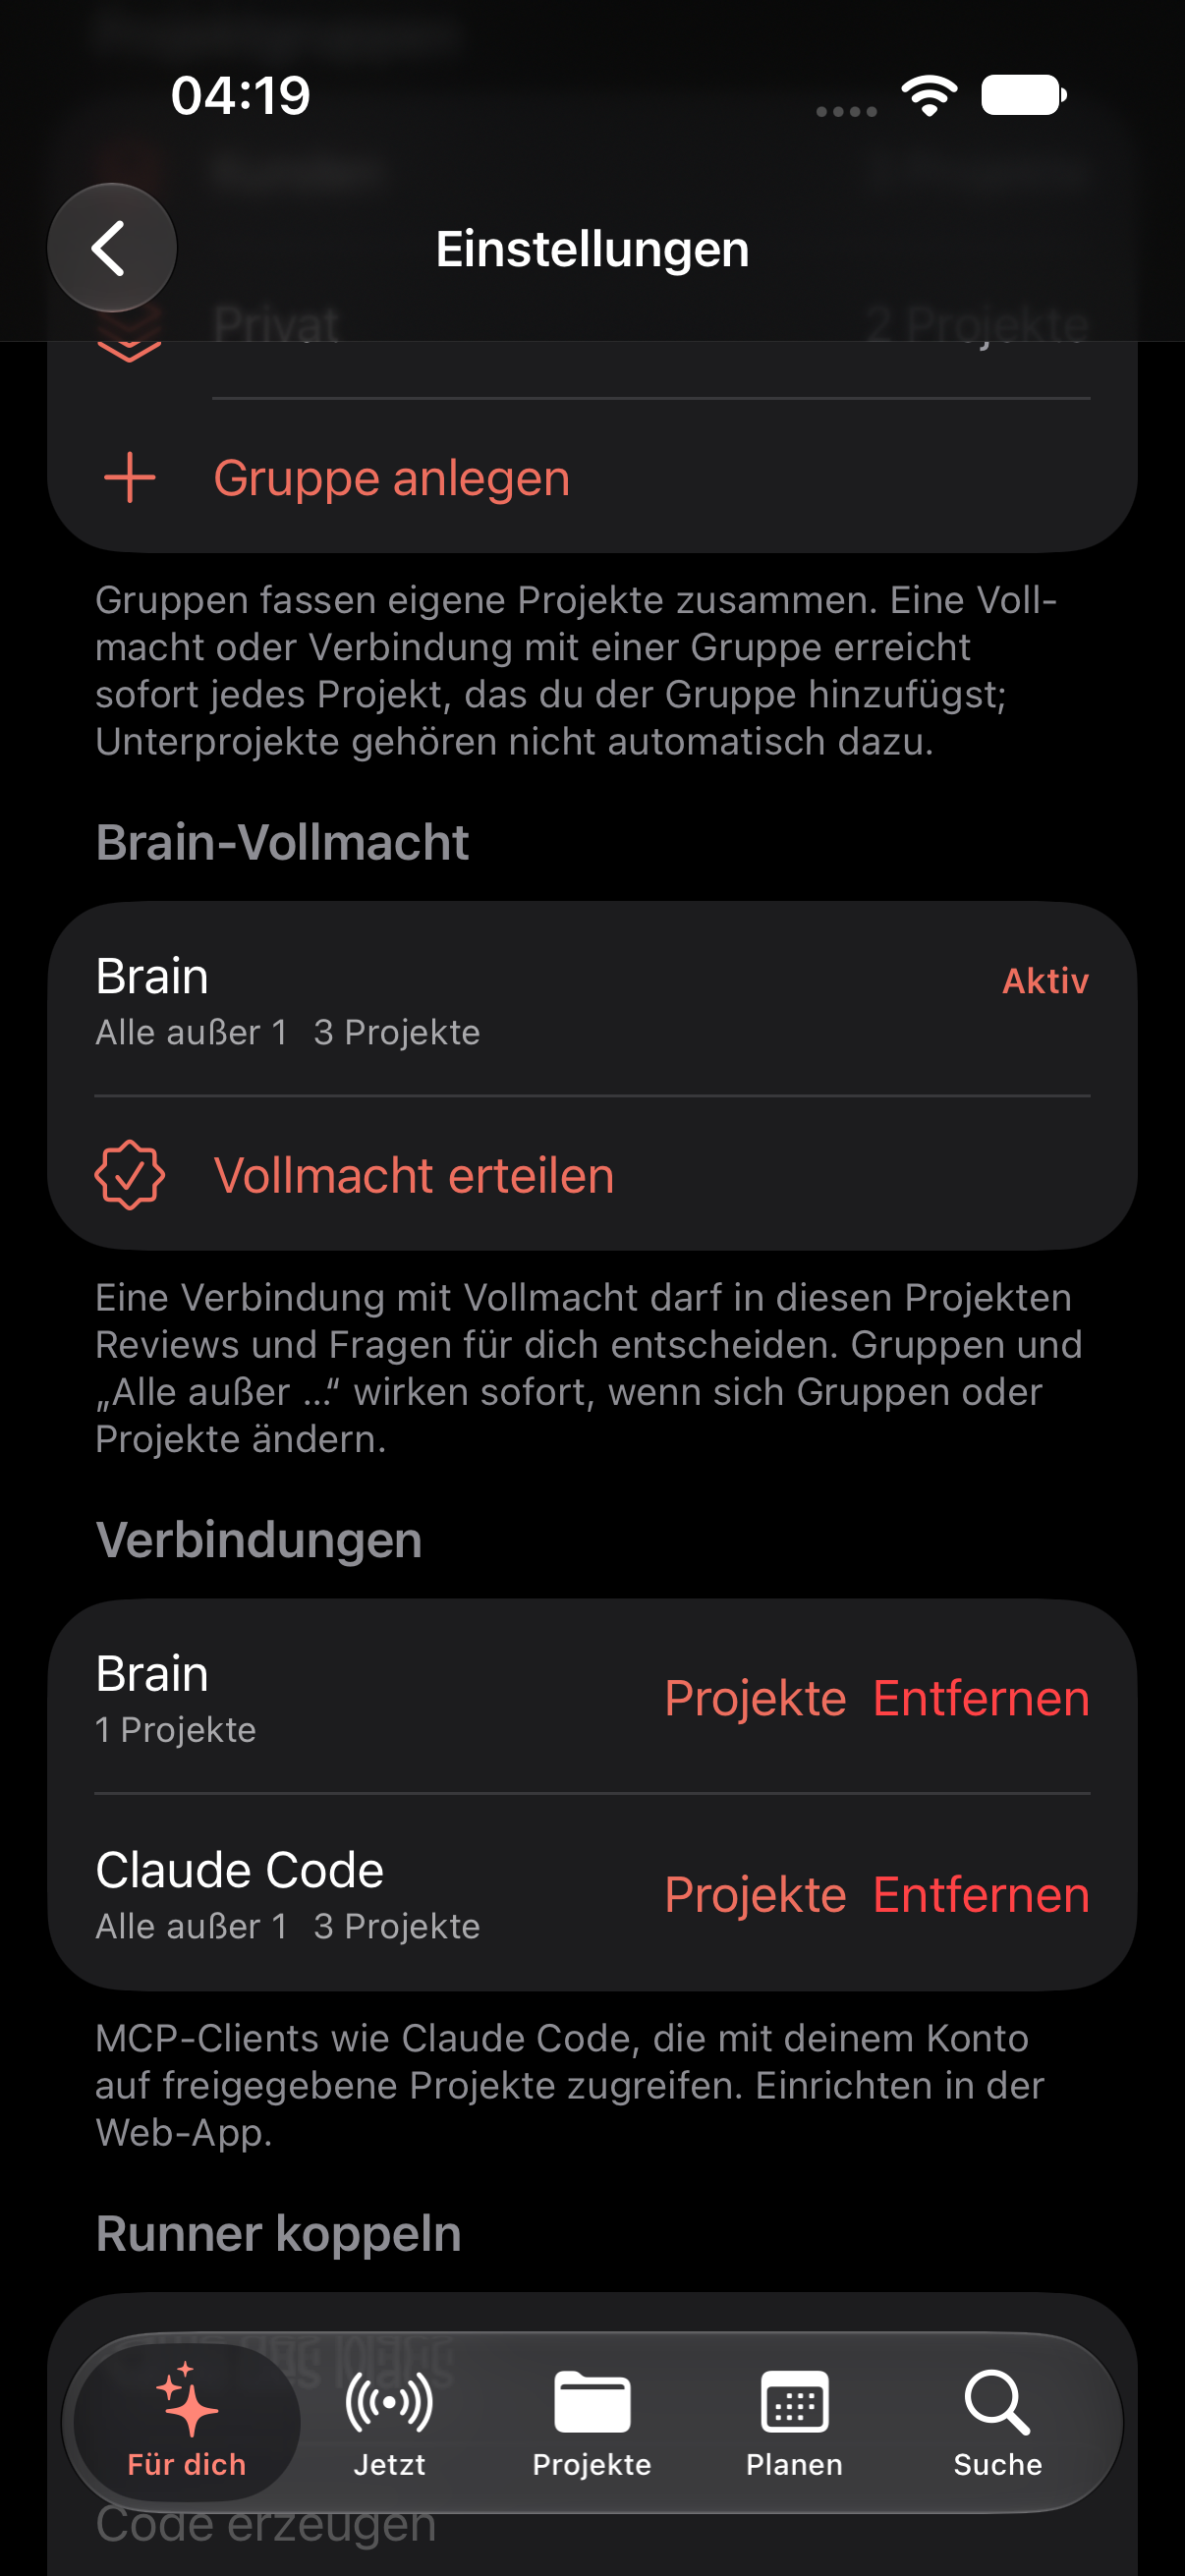 04:19
Einstellungen
Privat 2 Projekte
Gruppe anlegen
Gruppen fassen eigene Projekte zusammen. Eine Voll-
macht oder Verbindung mit einer Gruppe erreicht
sofort jedes Projekt, das du der Gruppe hinzufügst;
Unterprojekte gehören nicht automatisch dazu.
Brain-Vollmacht
Brain Aktiv
Alle außer 1 3 Projekte
Vollmacht erteilen
Eine Verbindung mit Vollmacht darf in diesen Projekten
Reviews und Fragen für dich entscheiden. Gruppen und
„Alle außer …“ wirken sofort, wenn sich Gruppen oder
Projekte ändern.
Verbindungen
Brain Projekte Entfernen
1 Projekte
Claude Code Projekte Entfernen
Alle außer 1 3 Projekte
MCP-Clients wie Claude Code, die mit deinem Konto
auf freigegebene Projekte zugreifen. Einrichten in der
Web-App.
Runner koppeln
Für dich Jetzt Projekte Planen Suche
Code erzeugen